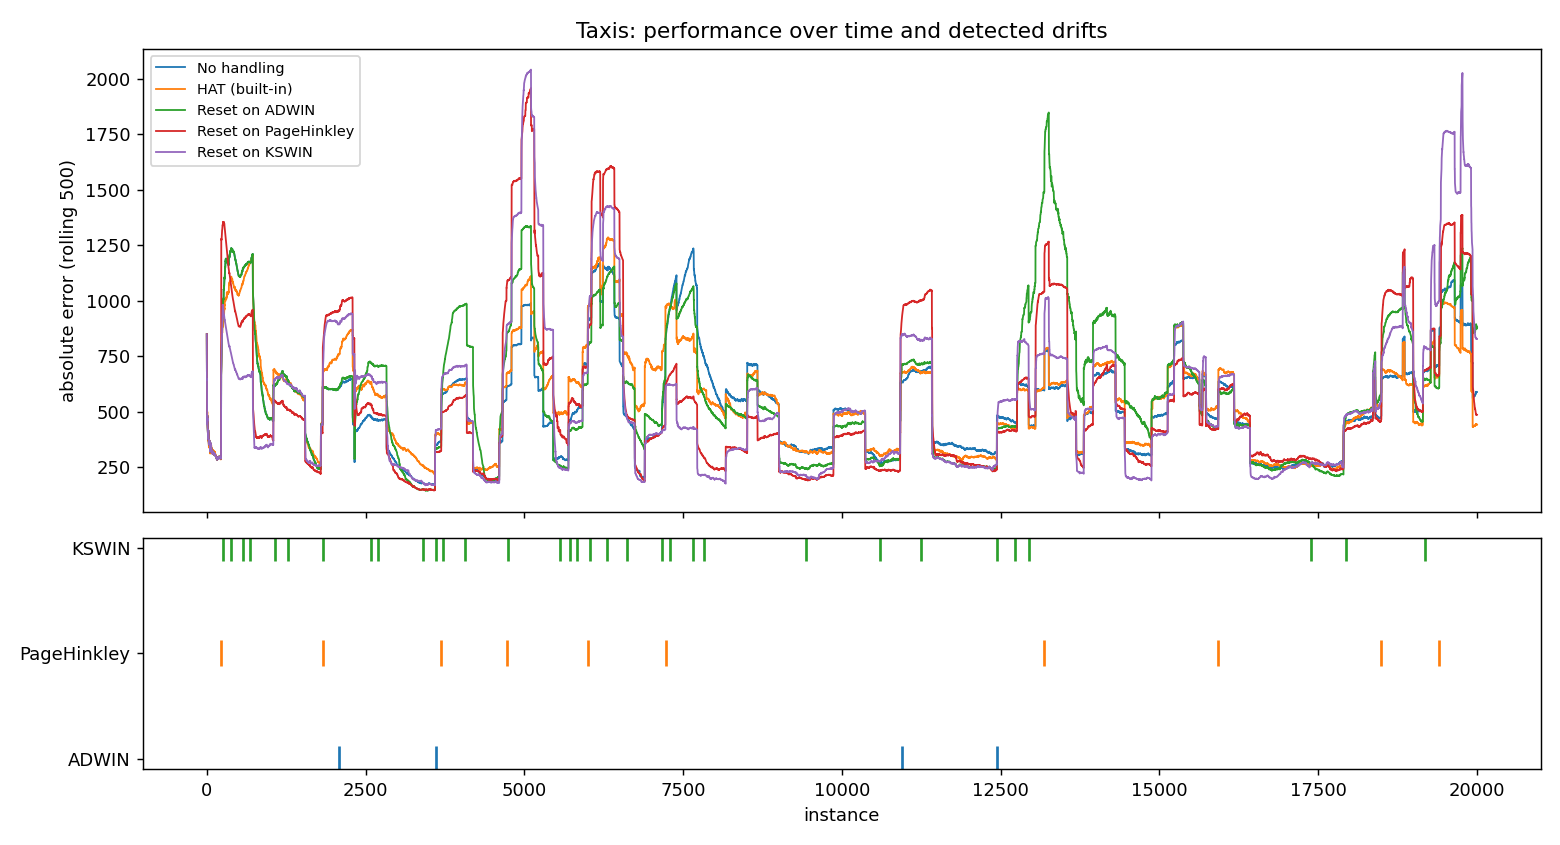 Taxis: performance over time and detected drifts
absolute error (rolling 500)
2000
1750
1500
1250
1000
750
500
250
No handling
HAT (built-in)
Reset on ADWIN
Reset on PageHinkley
Reset on KSWIN
KSWIN
PageHinkley
ADWIN
0
2500
5000
7500
10000
12500
15000
17500
20000
instance